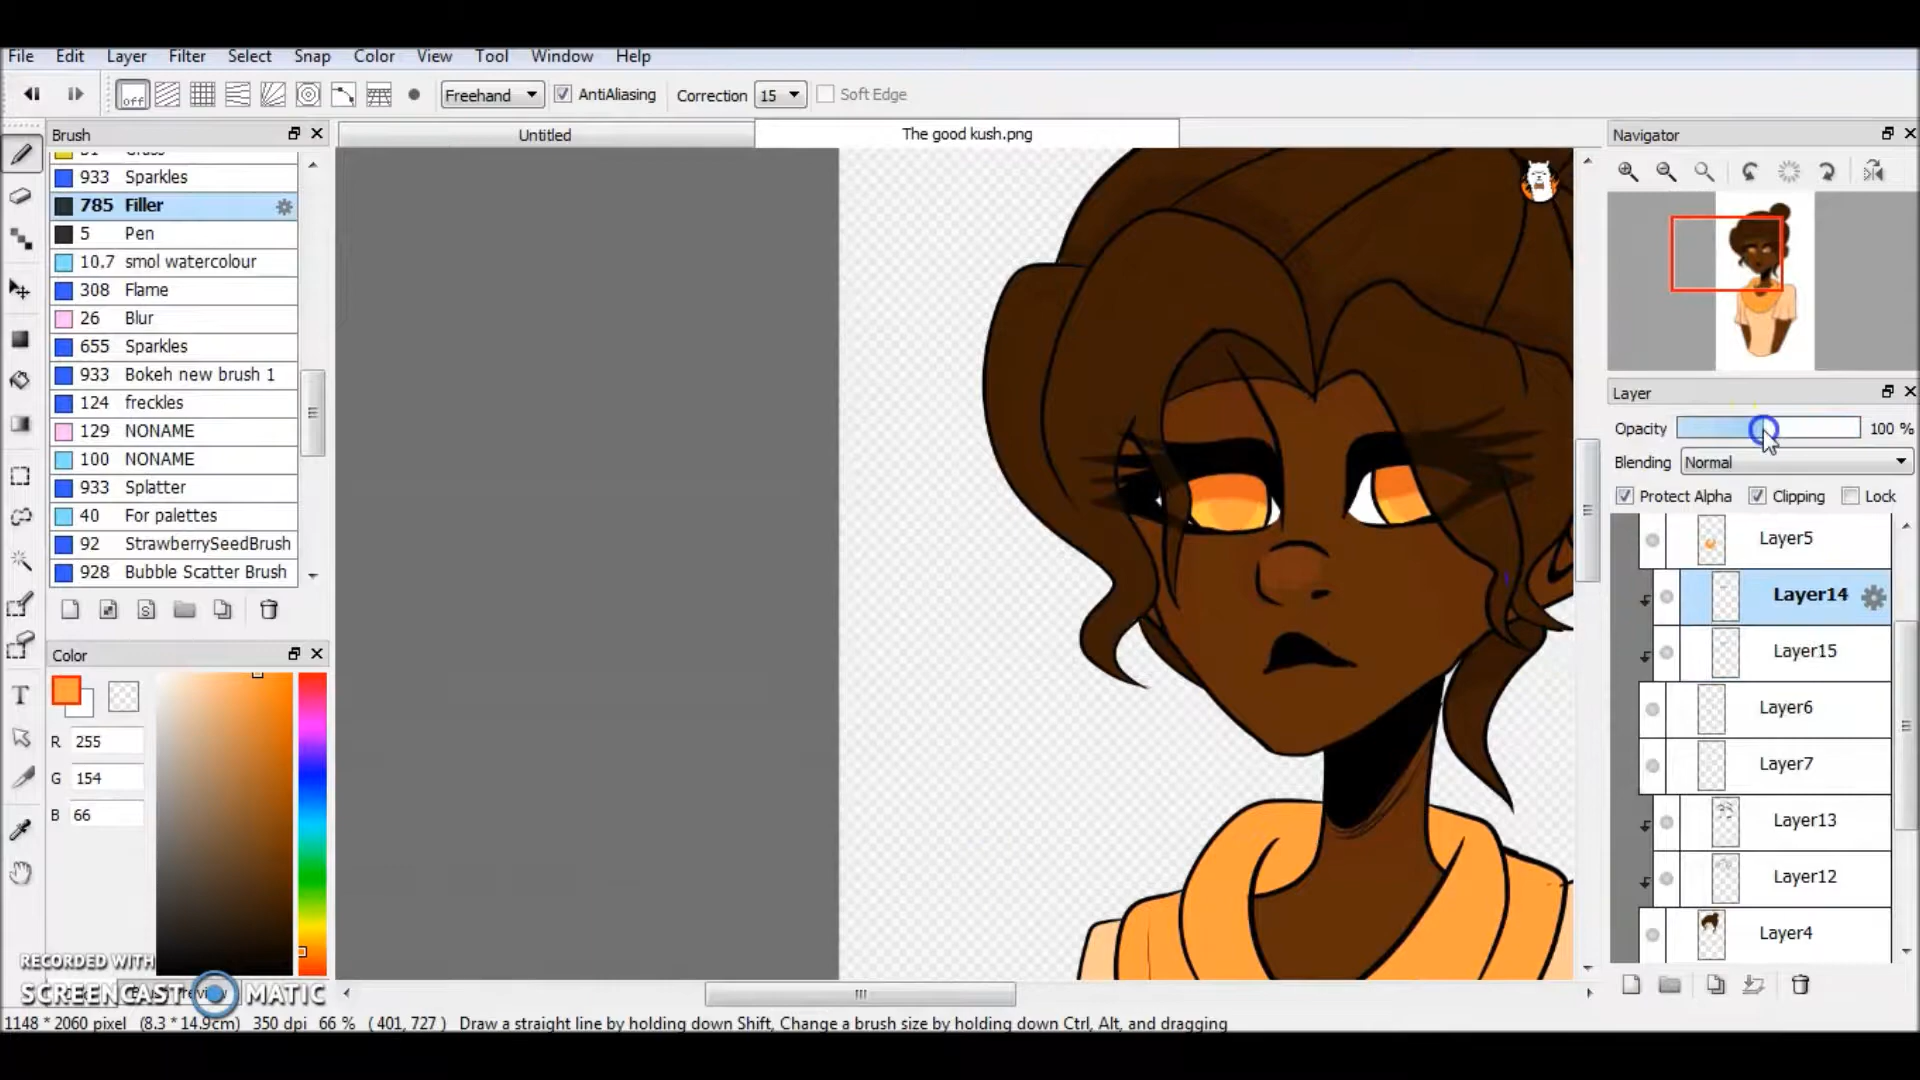 File Edit Layer Filter Select Snap Color View Tool Window Help
off Freehand AntiAliasing Correction 15 Soft Edge
Brush
933 Sparkles
785 Filler
5 Pen
10.7 smol watercolour
308 Flame
26 Blur
655 Sparkles
933 Bokeh new brush 1
124 freckles
129 NONAME
100 NONAME
933 Splatter
40 For palettes
92 StrawberrySeedBrush
928 Bubble Scatter Brush
Color
R 255
G 154
B 66
RECORDED WITH
SCREENCAST MATIC
Untitled
The good kush.png
Navigator
Layer
Opacity 100 %
Blending Normal
Protect Alpha Clipping Lock
Layer5
Layer14
Layer15
Layer6
Layer7
Layer13
Layer12
Layer4
1148 * 2060 pixel (8.3 * 14.9cm) 350 dpi 66 % (401, 727) Draw a straight line by holding down Shift, Change a brush size by holding down Ctrl, Alt, and dragging